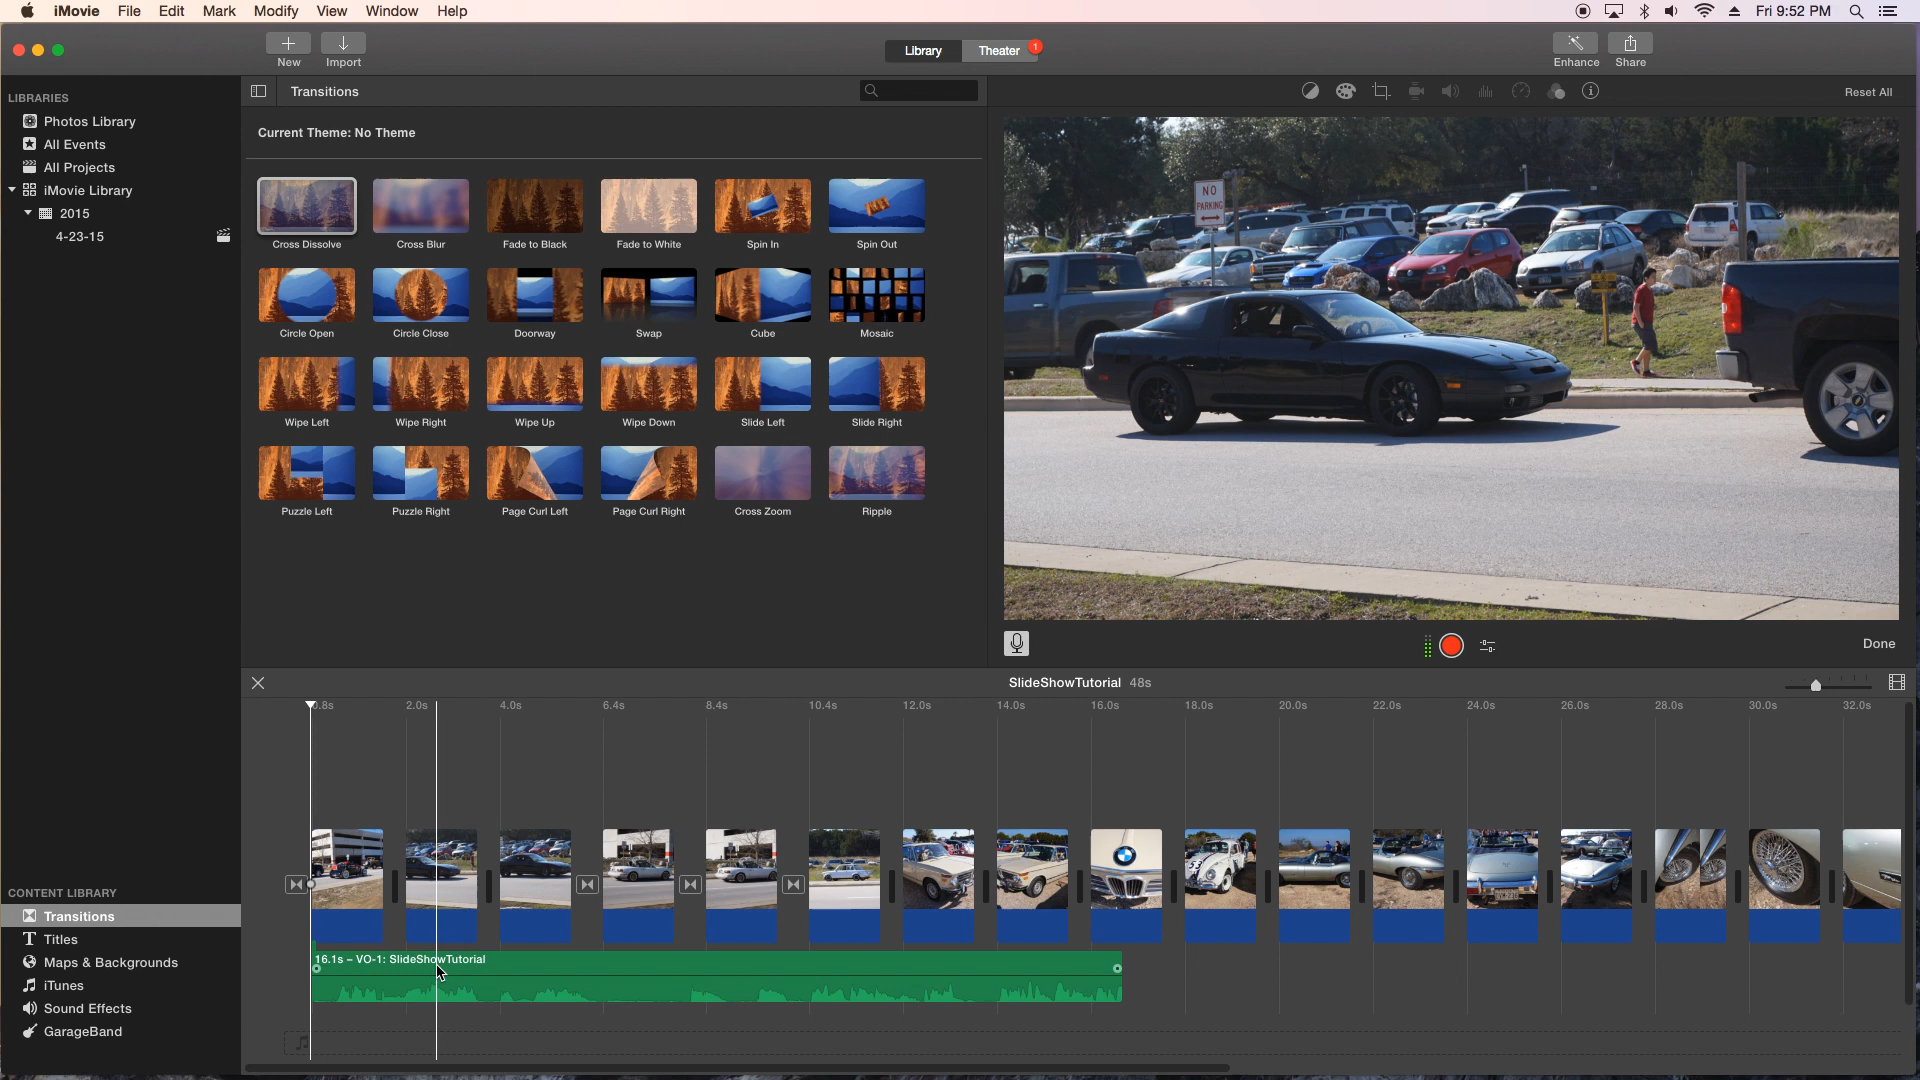 iMovie File Edit Mark Modify View Window Help
Fri 9:52 PM
New Import
Library Theater 1
Enhance Share
LIBRARIES
Photos Library
All Events
All Projects
iMovie Library
2015
4-23-15
Transitions
Reset All
Current Theme: No Theme
Cross Dissolve Cross Blur Fade to Black Fade to White Spin In Spin Out
Circle Open Circle Close Doorway Swap Cube Mosaic
Wipe Left Wipe Right Wipe Up Wipe Down Slide Left Slide Right
Puzzle Left Puzzle Right Page Curl Left Page Curl Right Cross Zoom Ripple
NO
PARKING
Done
SlideShowTutorial 48s
0.8s 2.0s 4.0s 6.4s 8.4s 10.4s 12.0s 14.0s 16.0s 18.0s 20.0s 22.0s 24.0s 26.0s 28.0s 30.0s 32.0s
53
16.1s – VO-1: SlideShowTutorial
CONTENT LIBRARY
Transitions
Titles
Maps & Backgrounds
iTunes
Sound Effects
GarageBand